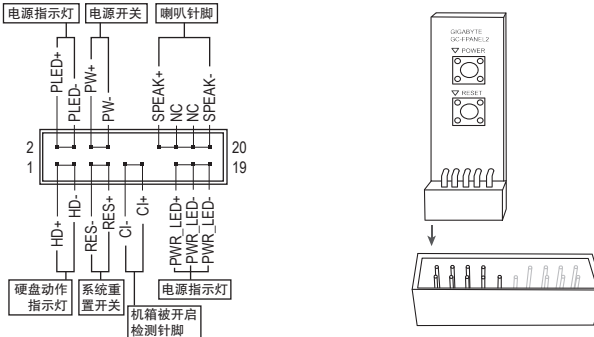 电源指示灯
电源开关
喇叭针脚
PLED+
PLED-
PW+
PW-
SPEAK+
NC
NC
SPEAK-
2
20
1
19
HD+
HD-
RES-
RES+
CI-
CI+
PWR_LED+
PWR_LED-
PWR_LED-
硬盘动作
指示灯
系统重
置开关
机箱被开启
检测针脚
电源指示灯
GIGABYTE
GC-FPANEL2
POWER
RESET